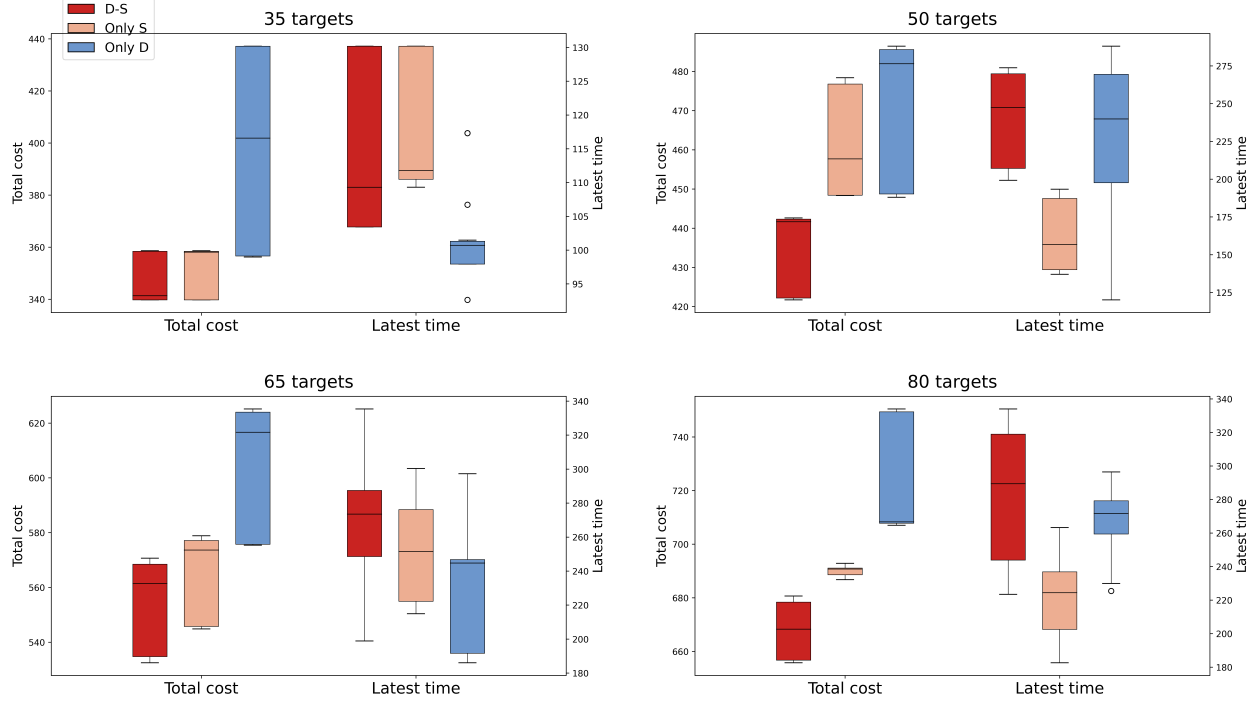 D-S
Only S
Only D
35 targets
Total cost
440
420
400
380
360
340
Latest time
130
125
120
115
110
105
100
95
Total cost
Latest time
50 targets
Total cost
480
470
460
450
440
430
420
Latest time
275
250
225
200
175
150
125
Total cost
Latest time
65 targets
Total cost
620
600
580
560
540
Latest time
340
320
300
280
260
240
220
200
180
Total cost
Latest time
80 targets
Total cost
740
720
700
680
660
Latest time
340
320
300
280
260
240
220
200
180
Total cost
Latest time